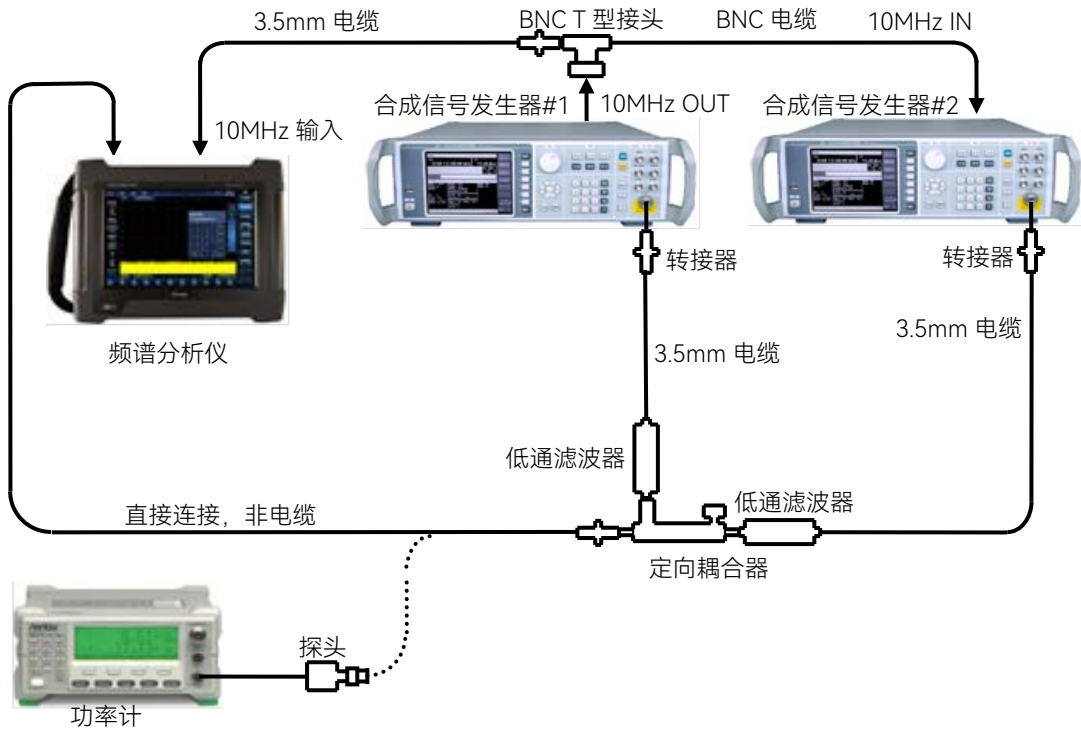 3.5mm 电缆
BNC T 型接头
BNC 电缆
10MHz IN
合成信号发生器#1
10MHz OUT
合成信号发生器#2
10MHz 输入
转接器
转接器
频谱分析仪
3.5mm 电缆
3.5mm 电缆
低通滤波器
低通滤波器
直接连接，非电缆
定向耦合器
探头
功率计